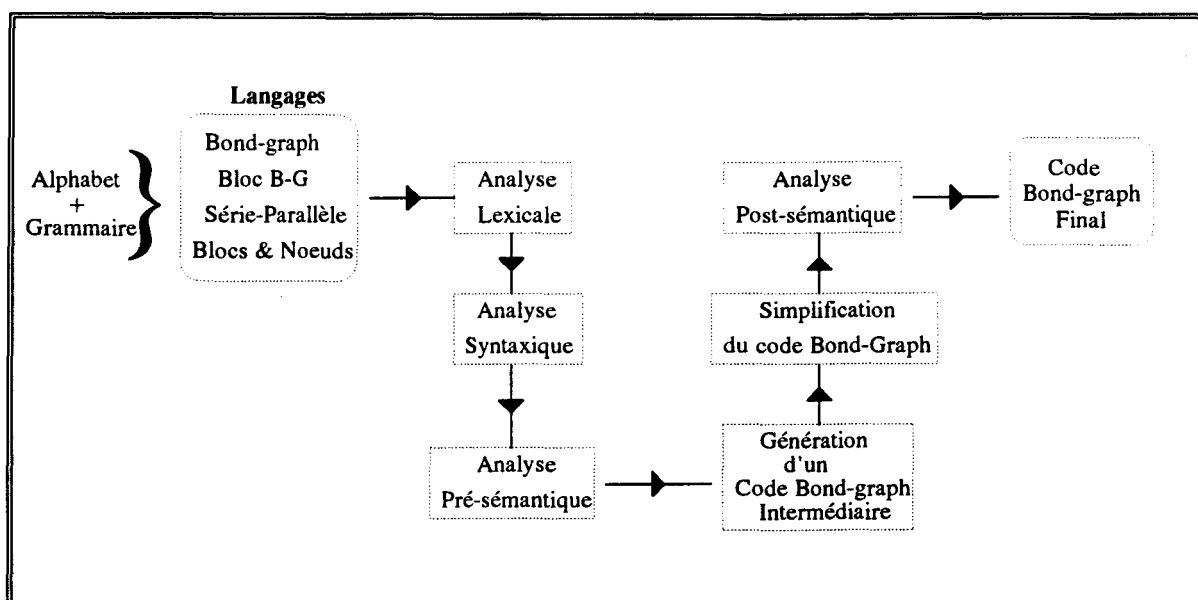 Langages
Alphabet
+
Grammaire
Bond-graph
Bloc B-G
Série-Parallèle
Blocs & Noeuds
Analyse
Lexicale
Analyse
Syntaxique
Analyse
Pré-sémantique
Génération
d'un
Code Bond-graph
Intermédiaire
Simplification
du code Bond-Graph
Analyse
Post-sémantique
Code
Bond-graph
Final